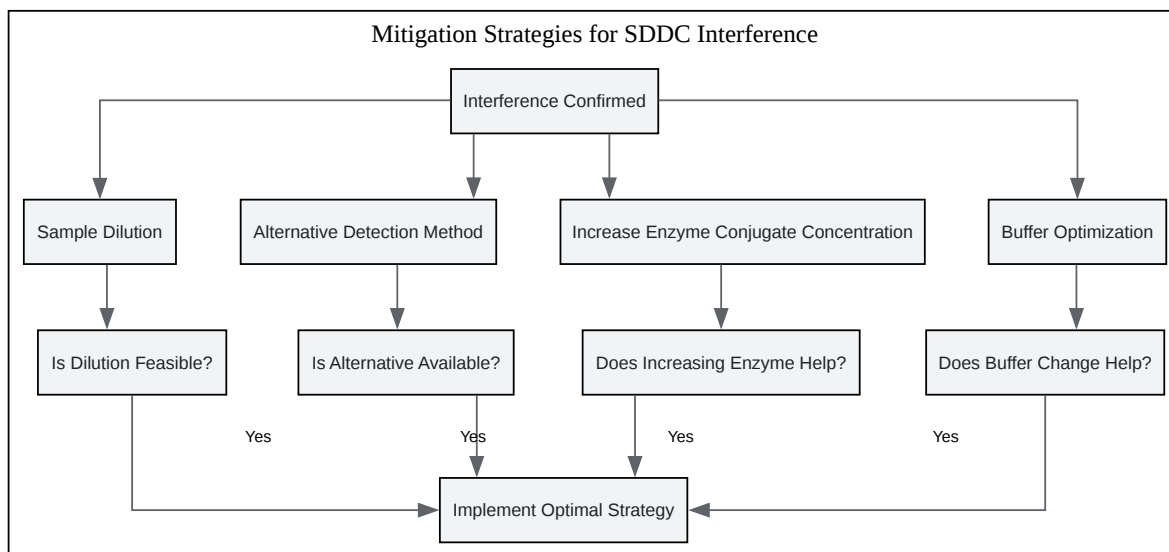 Mitigation Strategies for SDDC Interference
Interference Confirmed
Sample Dilution
Alternative Detection Method
Increase Enzyme Conjugate Concentration
Buffer Optimization
Is Dilution Feasible?
Is Alternative Available?
Does Increasing Enzyme Help?
Does Buffer Change Help?
Yes
Yes
Yes
Yes
Implement Optimal Strategy